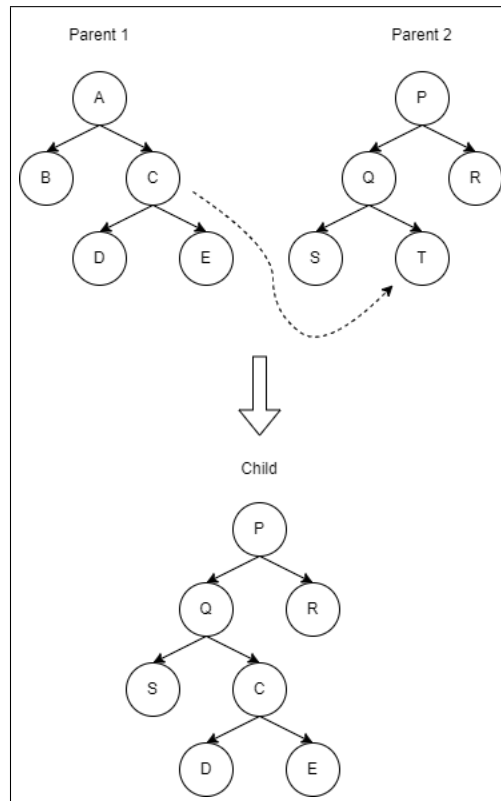 Parent 1 Parent 2
A P
B C Q R
D E S T
Child
P
Q R
S C
D E